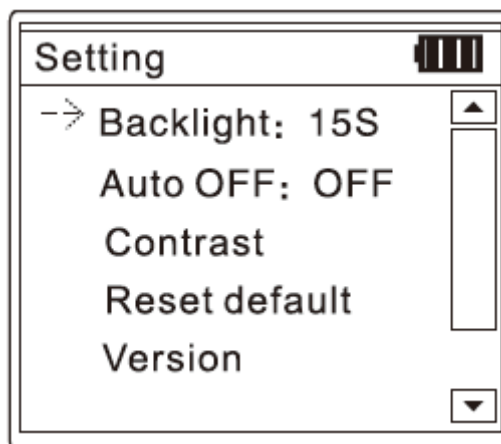 Setting
Backlight: 15S
Auto OFF: OFF
Contrast
Reset default
Version